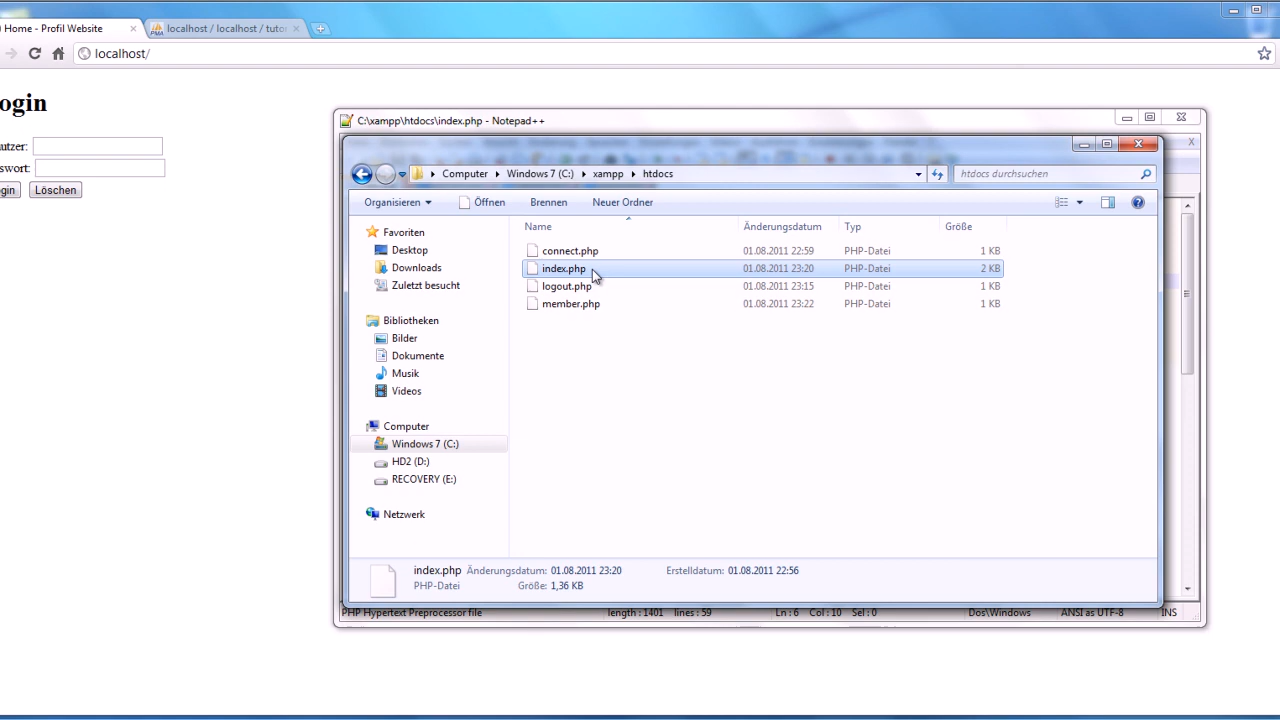 Home - Profil Website
localhost / localhost / tutor
localhost/
ogin
utzer:
swort:
gin
Löschen
C:\xampp\htdocs\index.php - Notepad++
Computer
Windows 7 (C:)
xampp
htdocs
htdocs durchsuchen
Organisieren
Öffnen
Brennen
Neuer Ordner
Name
Änderungsdatum
Typ
Größe
Favoriten
Desktop
Downloads
Zuletzt besucht
Bibliotheken
Bilder
Dokumente
Musik
Videos
Computer
Windows 7 (C:)
HD2 (D:)
RECOVERY (E:)
Netzwerk
connect.php 01.08.2011 22:59 PHP-Datei 1 KB
index.php 01.08.2011 23:20 PHP-Datei 2 KB
logout.php 01.08.2011 23:15 PHP-Datei 1 KB
member.php 01.08.2011 23:22 PHP-Datei 1 KB
index.php Änderungsdatum: 01.08.2011 23:20 Erstelldatum: 01.08.2011 22:56
PHP-Datei Größe: 1,36 KB
PHP Hypertext Preprocessor file length : 1401 lines : 59 Ln : 6 Col : 10 Sel : 0 Dos\Windows ANSI as UTF-8 INS